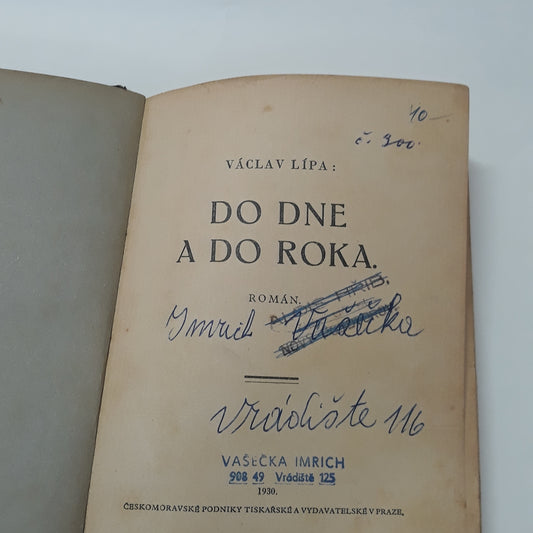 10-
č. 300.
VÁCLAV LÍPA:
DO DNE
A DO ROKA.
ROMÁN.
Imrich Vašečka
Vrádište 116
VAŠEČKA IMRICH
908 49 Vrádiště 125
1930.
ČESKOMORAVSKÉ PODNIKY TISKAŘSKÉ A VYDAVATELSKÉ V PRAZE.